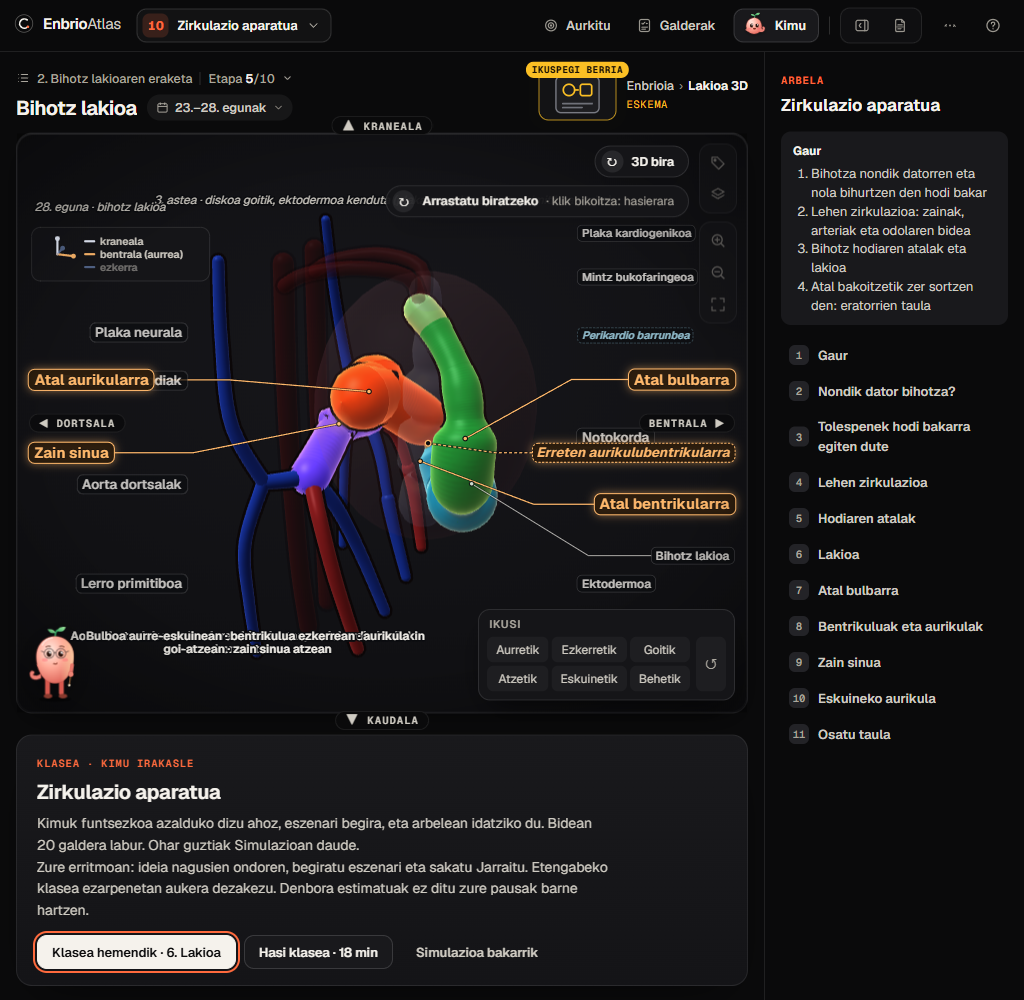 EnbrioAtlas
10 Zirkulazio aparatua
Aurkitu
Galderak
Kimu
2. Bihotz lakioaren eraketa
Etapa 5/10
Bihotz lakioa
23.–28. egunak
IKUSPEGI BERRIA
Enbrioia › Lakioa 3D
ESKEMA
▲ KRANEALA
3D bira
28. eguna · bihotz lakioa
3. astea · diskoa goitik, ektodermoa
Arrastatu biratzeko · klik bikoitza: hasierara
kraneala
bentrala (aurrea)
ezkerra
Plaka kardiogenikoa
Mintz bukofaringeoa
Plaka neurala
Perikardio barrunbea
Atal aurikularra
diak
Atal bulbarra
◀ DORTSALA
BENTRALA ▶
Notokorda
Zain sinua
Erreten aurikulubentrikularra
Aorta dortsalak
Atal bentrikularra
Bihotz lakioa
Lerro primitiboa
Ektodermoa
Bulboa aurre-eskuinean · bentrikulua ezkerrean · aurikulak
goi-atzean · zain sinua atzean
IKUSI
Aurretik
Ezkerretik
Goitik
Atzetik
Eskuinetik
Behetik
▼ KAUDALA
KLASEA · KIMU IRAKASLE
Zirkulazio aparatua
Kimuk funtsezkoa azalduko dizu ahoz, eszenari begira, eta arbelean idatziko du. Bidean
20 galdera labur. Ohar guztiak Simulazioan daude.
Zure erritmoan: ideia nagusien ondoren, begiratu eszenari eta sakatu Jarraitu. Etengabeko
klasea ezarpenetan aukera dezakezu. Denbora estimatuak ez ditu zure pausak barne
hartzen.
Klasea hemendik · 6. Lakioa
Hasi klasea · 18 min
Simulazioa bakarrik
ARBELA
Zirkulazio aparatua
Gaur
1. Bihotza nondik datorren eta
nola bihurtzen den hodi bakar
2. Lehen zirkulazioa: zainak,
arteriak eta odolaren bidea
3. Bihotz hodiaren atalak eta
lakioa
4. Atal bakoitzetik zer sortzen
den: eratorrien taula
1 Gaur
2 Nondik dator bihotza?
3 Tolespenek hodi bakarra
egiten dute
4 Lehen zirkulazioa
5 Hodiaren atalak
6 Lakioa
7 Atal bulbarra
8 Bentrikuluak eta aurikulak
9 Zain sinua
10 Eskuineko aurikula
11 Osatu taula